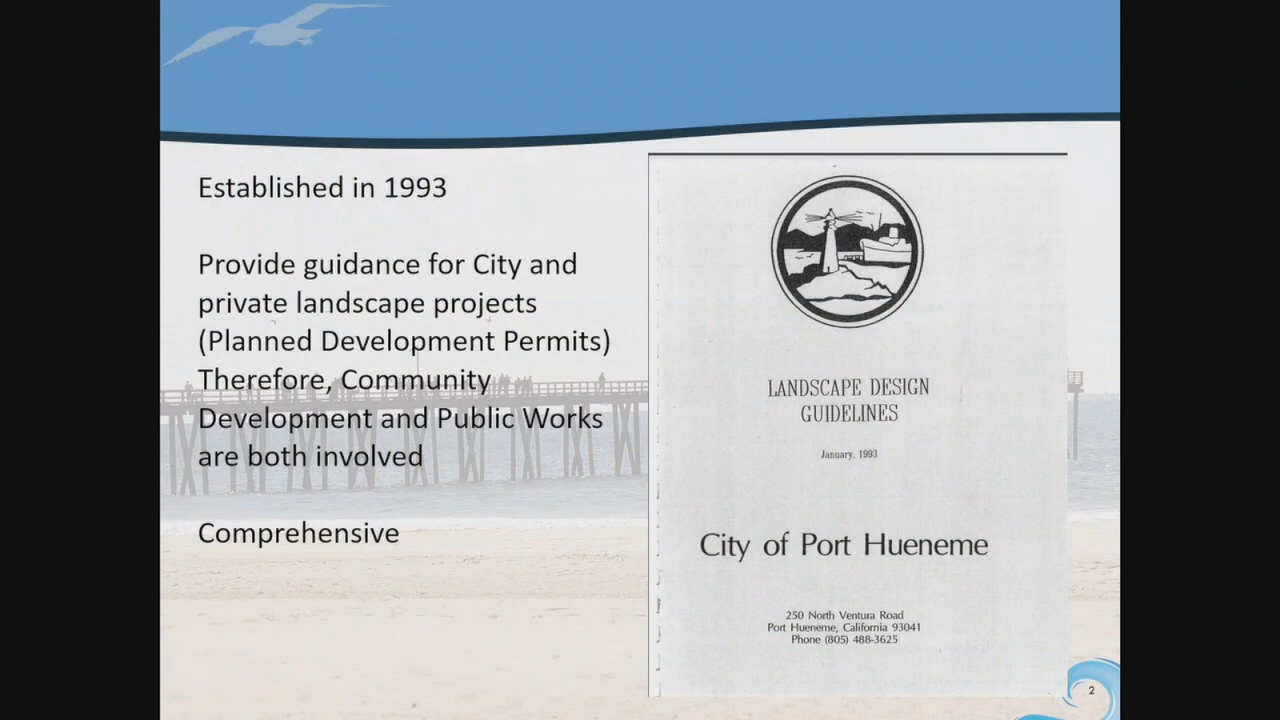 Established in 1993
Provide guidance for City and
private landscape projects
(Planned Development Permits)
Therefore, Community
Development and Public Works
are both involved
Comprehensive
LANDSCAPE DESIGN
GUIDELINES
January, 1993
City of Port Hueneme
250 North Ventura Road
Port Hueneme, California 93041
Phone (805) 488-3625
2